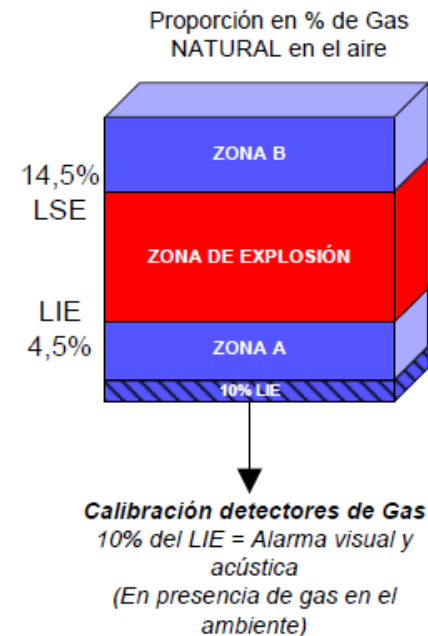 Proporción en % de Gas
NATURAL en el aire
ZONA B
14,5%
LSE
ZONA DE EXPLOSIÓN
LIE
4,5%
ZONA A
10% LIE
Calibración detectores de Gas
10% del LIE = Alarma visual y
acústica
(En presencia de gas en el
ambiente)